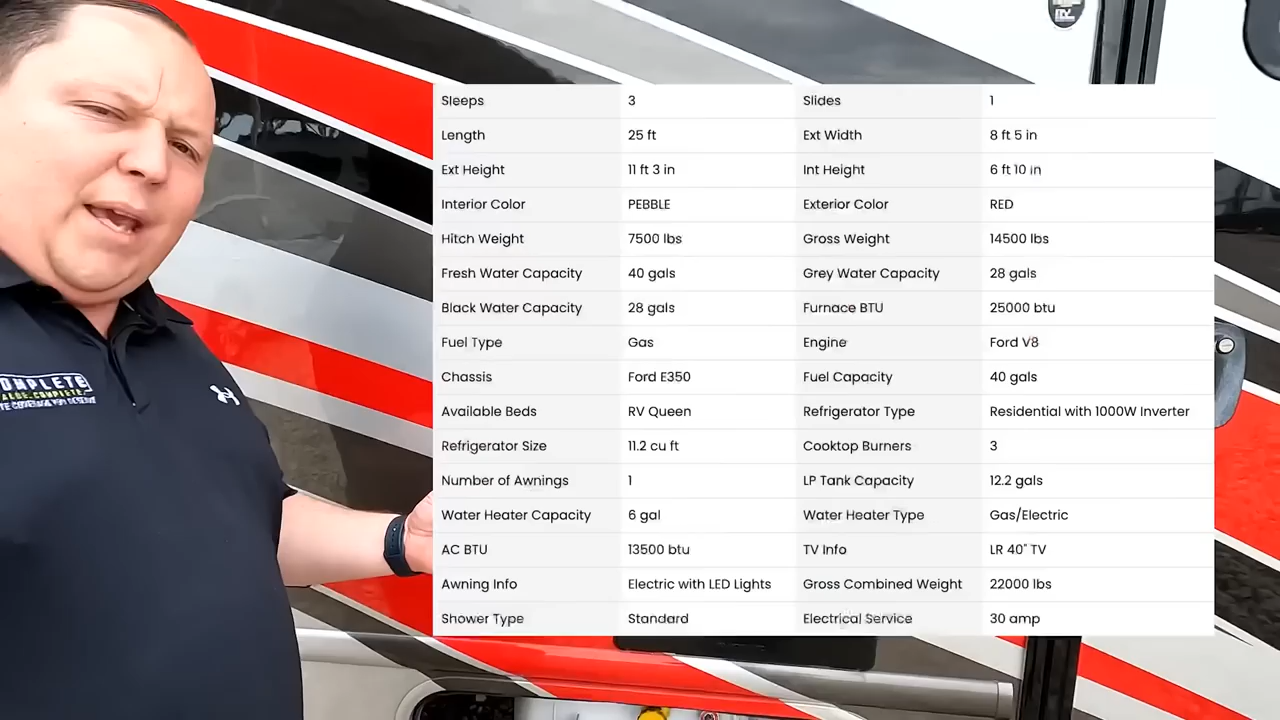 Sleeps 3 Slides 1
Length 25 ft Ext Width 8 ft 5 in
Ext Height 11 ft 3 in Int Height 6 ft 10 in
Interior Color PEBBLE Exterior Color RED
Hitch Weight 7500 lbs Gross Weight 14500 lbs
Fresh Water Capacity 40 gals Grey Water Capacity 28 gals
Black Water Capacity 28 gals Furnace BTU 25000 btu
Fuel Type Gas Engine Ford V8
Chassis Ford E350 Fuel Capacity 40 gals
Available Beds RV Queen Refrigerator Type Residential with 1000W Inverter
Refrigerator Size 11.2 cu ft Cooktop Burners 3
Number of Awnings 1 LP Tank Capacity 12.2 gals
Water Heater Capacity 6 gal Water Heater Type Gas/Electric
AC BTU 13500 btu TV Info LR 40" TV
Awning Info Electric with LED Lights Gross Combined Weight 22000 lbs
Shower Type Standard Electrical Service 30 amp
OMPLETE